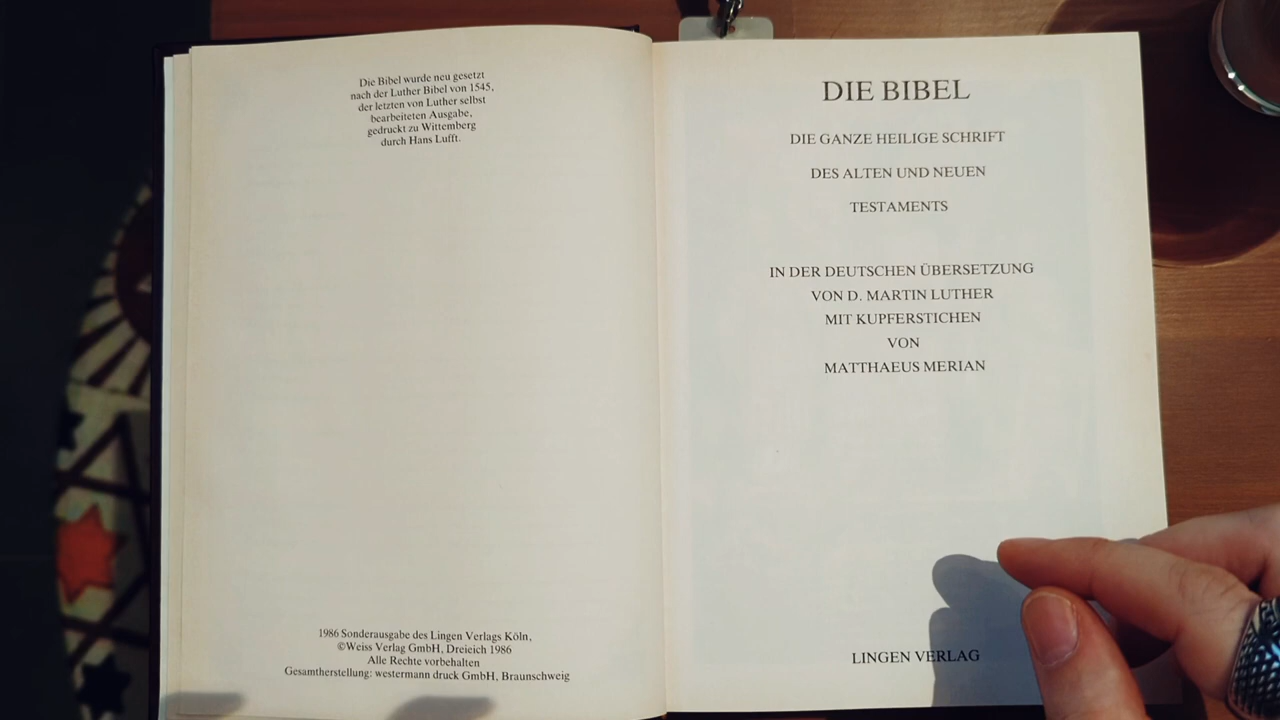 Die Bibel wurde neu gesetzt
nach der Luther Bibel von 1545,
der letzten von Luther selbst
bearbeiteten Ausgabe,
gedruckt zu Wittemberg
durch Hans Lufft.
1986 Sonderausgabe des Lingen Verlags Köln,
©Weiss Verlag GmbH, Dreieich 1986
Alle Rechte vorbehalten
Gesamtherstellung: westermann druck GmbH, Braunschweig
DIE BIBEL
DIE GANZE HEILIGE SCHRIFT
DES ALTEN UND NEUEN
TESTAMENTS
IN DER DEUTSCHEN ÜBERSETZUNG
VON D. MARTIN LUTHER
MIT KUPFERSTICHEN
VON
MATTHAEUS MERIAN
LINGEN VERLAG